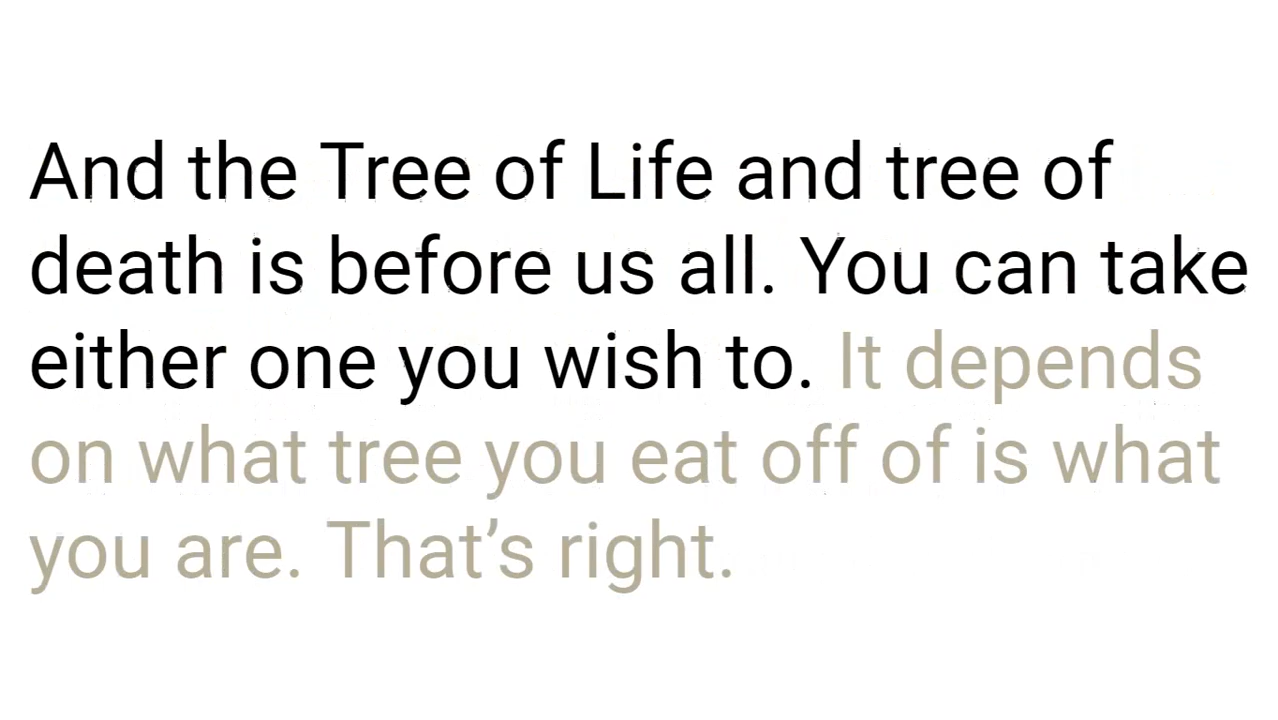 And the Tree of Life and tree of
death is before us all. You can take
either one you wish to. It depends
on what tree you eat off of is what
you are. That’s right.